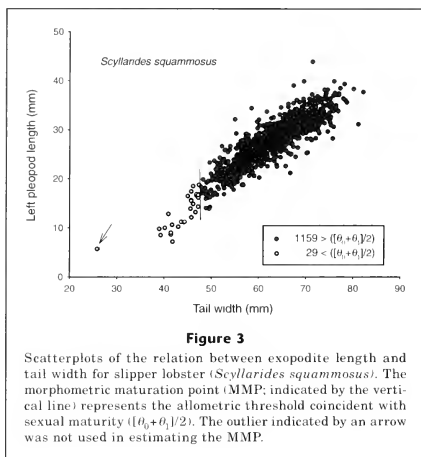 50
Scyllarides squammosus
40
30
20
10
0
Left pleopod length (mm)
1159 > ([θ₀+θ₁]/2)
29 < ([θ₀+θ₁]/2)
20 30 40 50 60 70 80 90
Tail width (mm)
Figure 3
Scatterplots of the relation between exopodite length and
tail width for slipper lobster (Scyllarides squammosus). The
morphometric maturation point (MMP; indicated by the verti-
cal line) represents the allometric threshold coincident with
sexual maturity ([θ₀+θ₁]/2). The outlier indicated by an arrow
was not used in estimating the MMP.